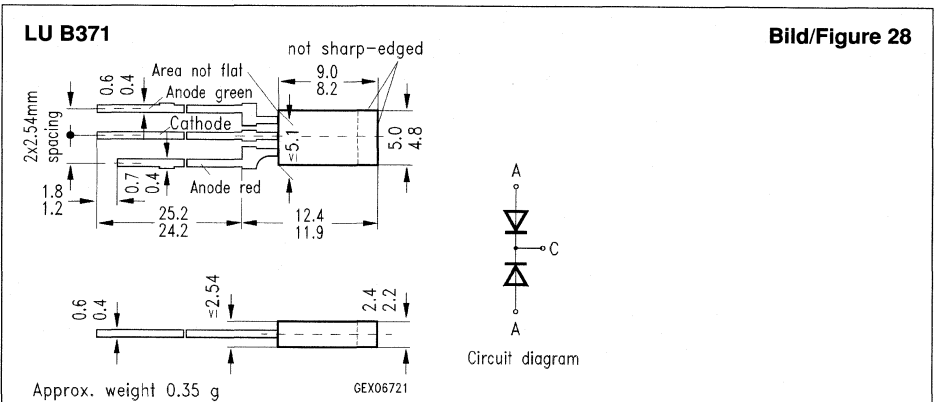 LU B371
Bild/Figure 28
not sharp-edged
Area not flat
9.0
8.2
0.6
0.4
Anode green
2x2.54mm
spacing
Cathode
≤5.1
5.0
4.8
0.7
0.4
Anode red
1.8
1.2
25.2
24.2
12.4
11.9
A
C
A
Circuit diagram
0.6
0.4
≤2.54
2.4
2.2
Approx. weight 0.35 g
GEX06721